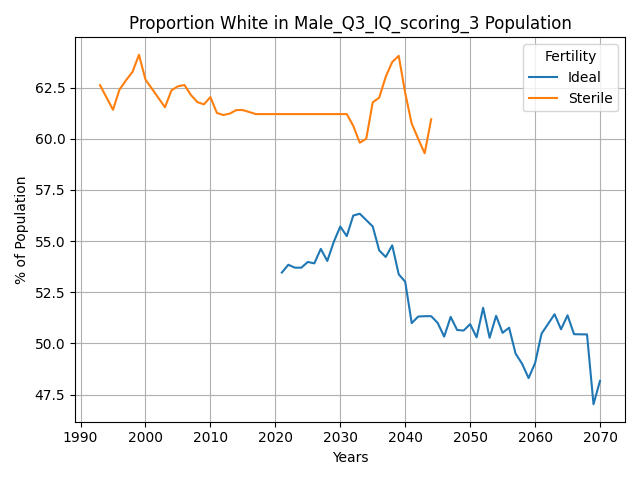 Proportion White in Male_Q3_IQ_scoring_3 Population
Fertility
Ideal
Sterile
% of Population
62.5
60.0
57.5
55.0
52.5
50.0
47.5
1990
2000
2010
2020
2030
2040
2050
2060
2070
Years